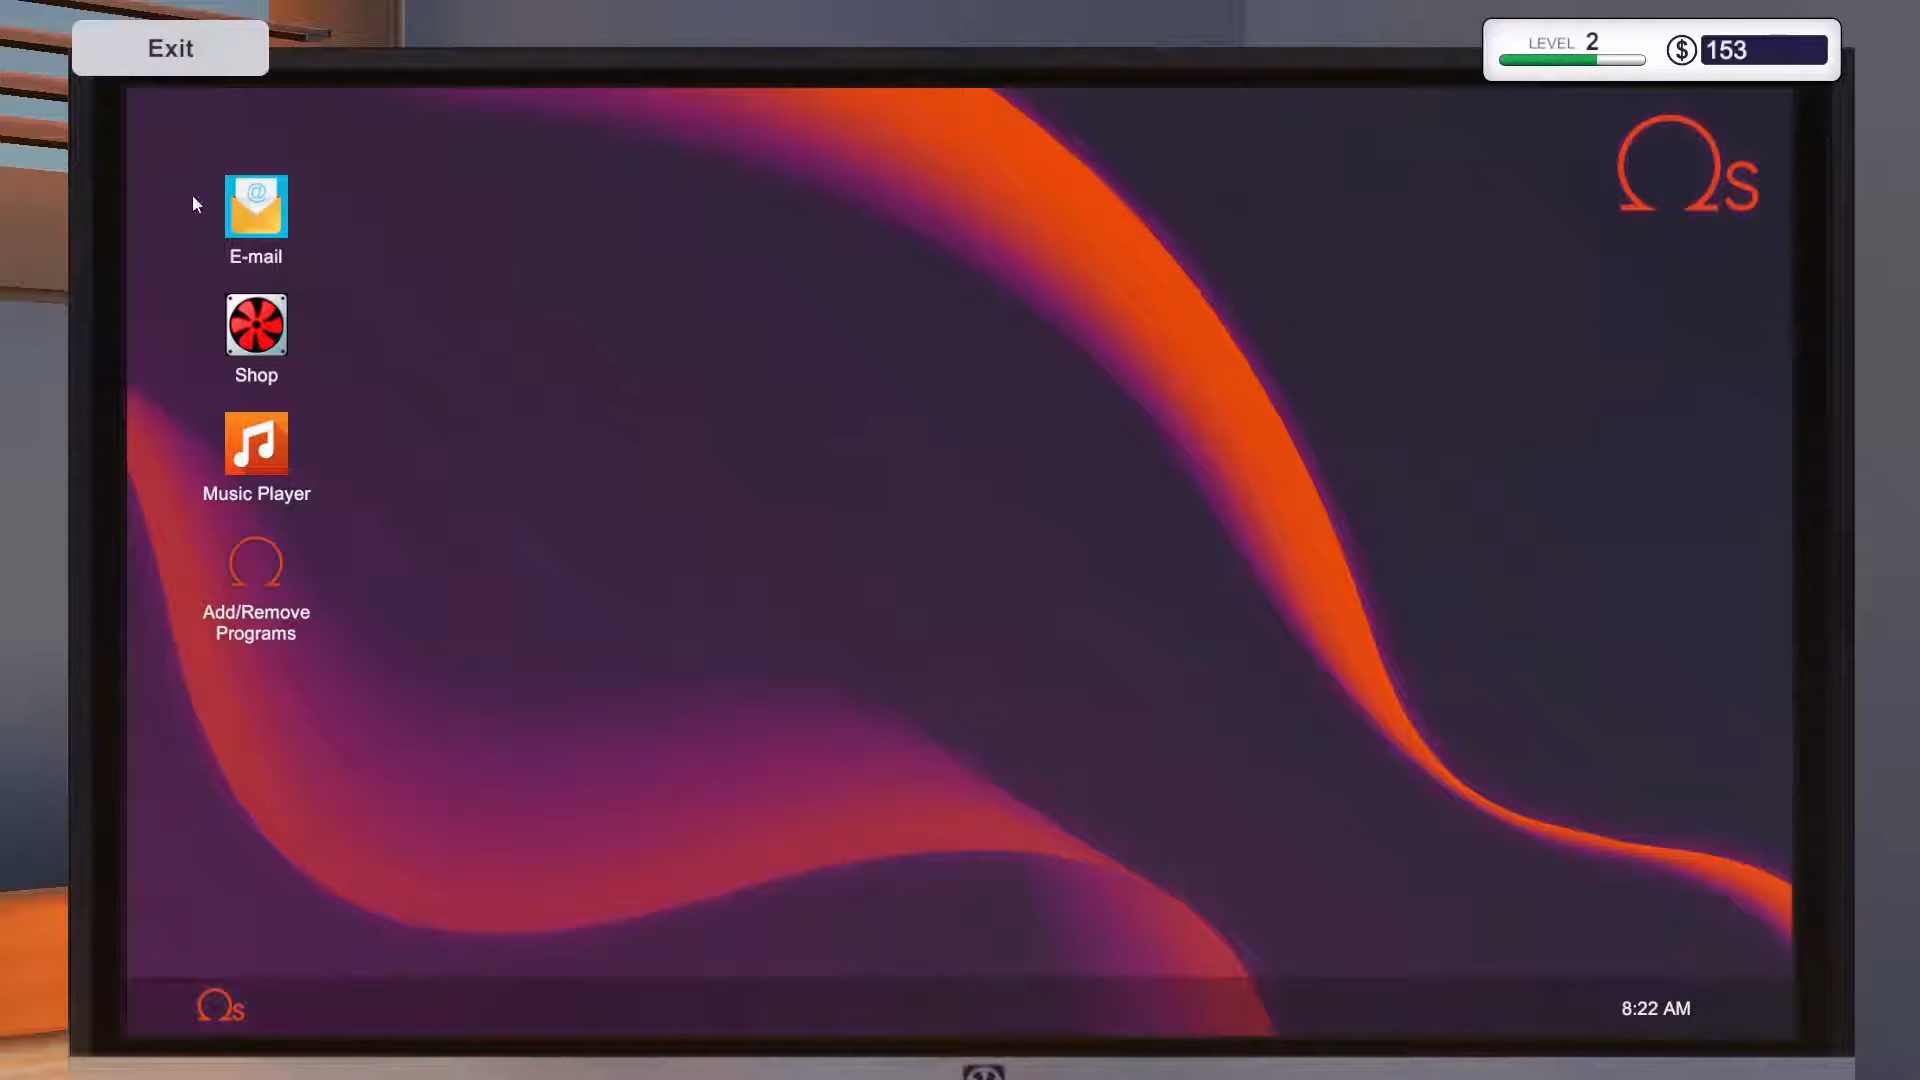 Exit
LEVEL 2
$ 153
Ωs
E-mail
Shop
Music Player
Add/Remove
Programs
Ωs
8:22 AM